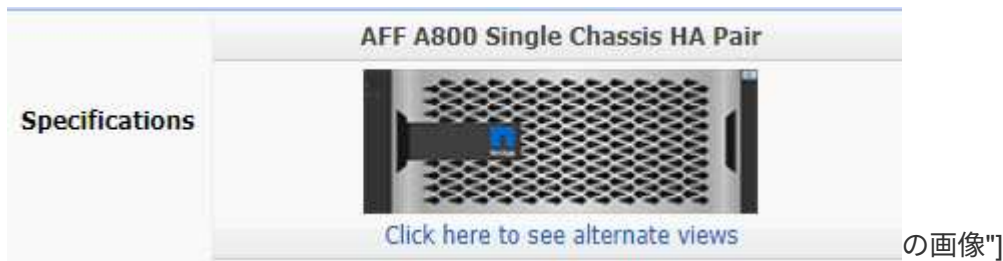 AFF A800 Single Chassis HA Pair
Specifications
Click here to see alternate views
の画像"]